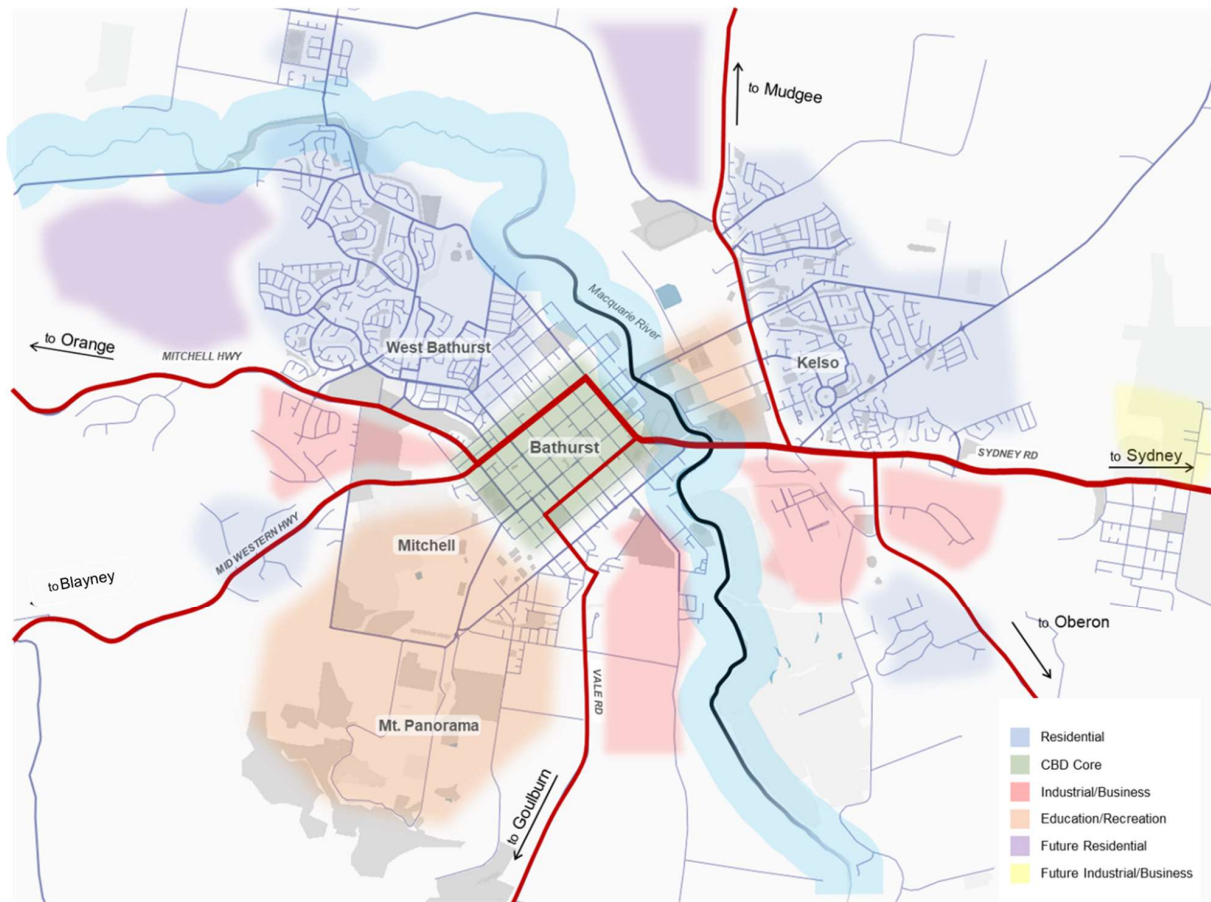 to Mudgee
to Orange
MITCHELL HWY
West Bathurst
Macquarie River
Kelso
Bathurst
SYDNEY RD
to Sydney
Mitchell
MID WESTERN HWY
to Blayney
to Oberon
VALE RD
Mt. Panorama
to Goulburn
Residential
CBD Core
Industrial/Business
Education/Recreation
Future Residential
Future Industrial/Business